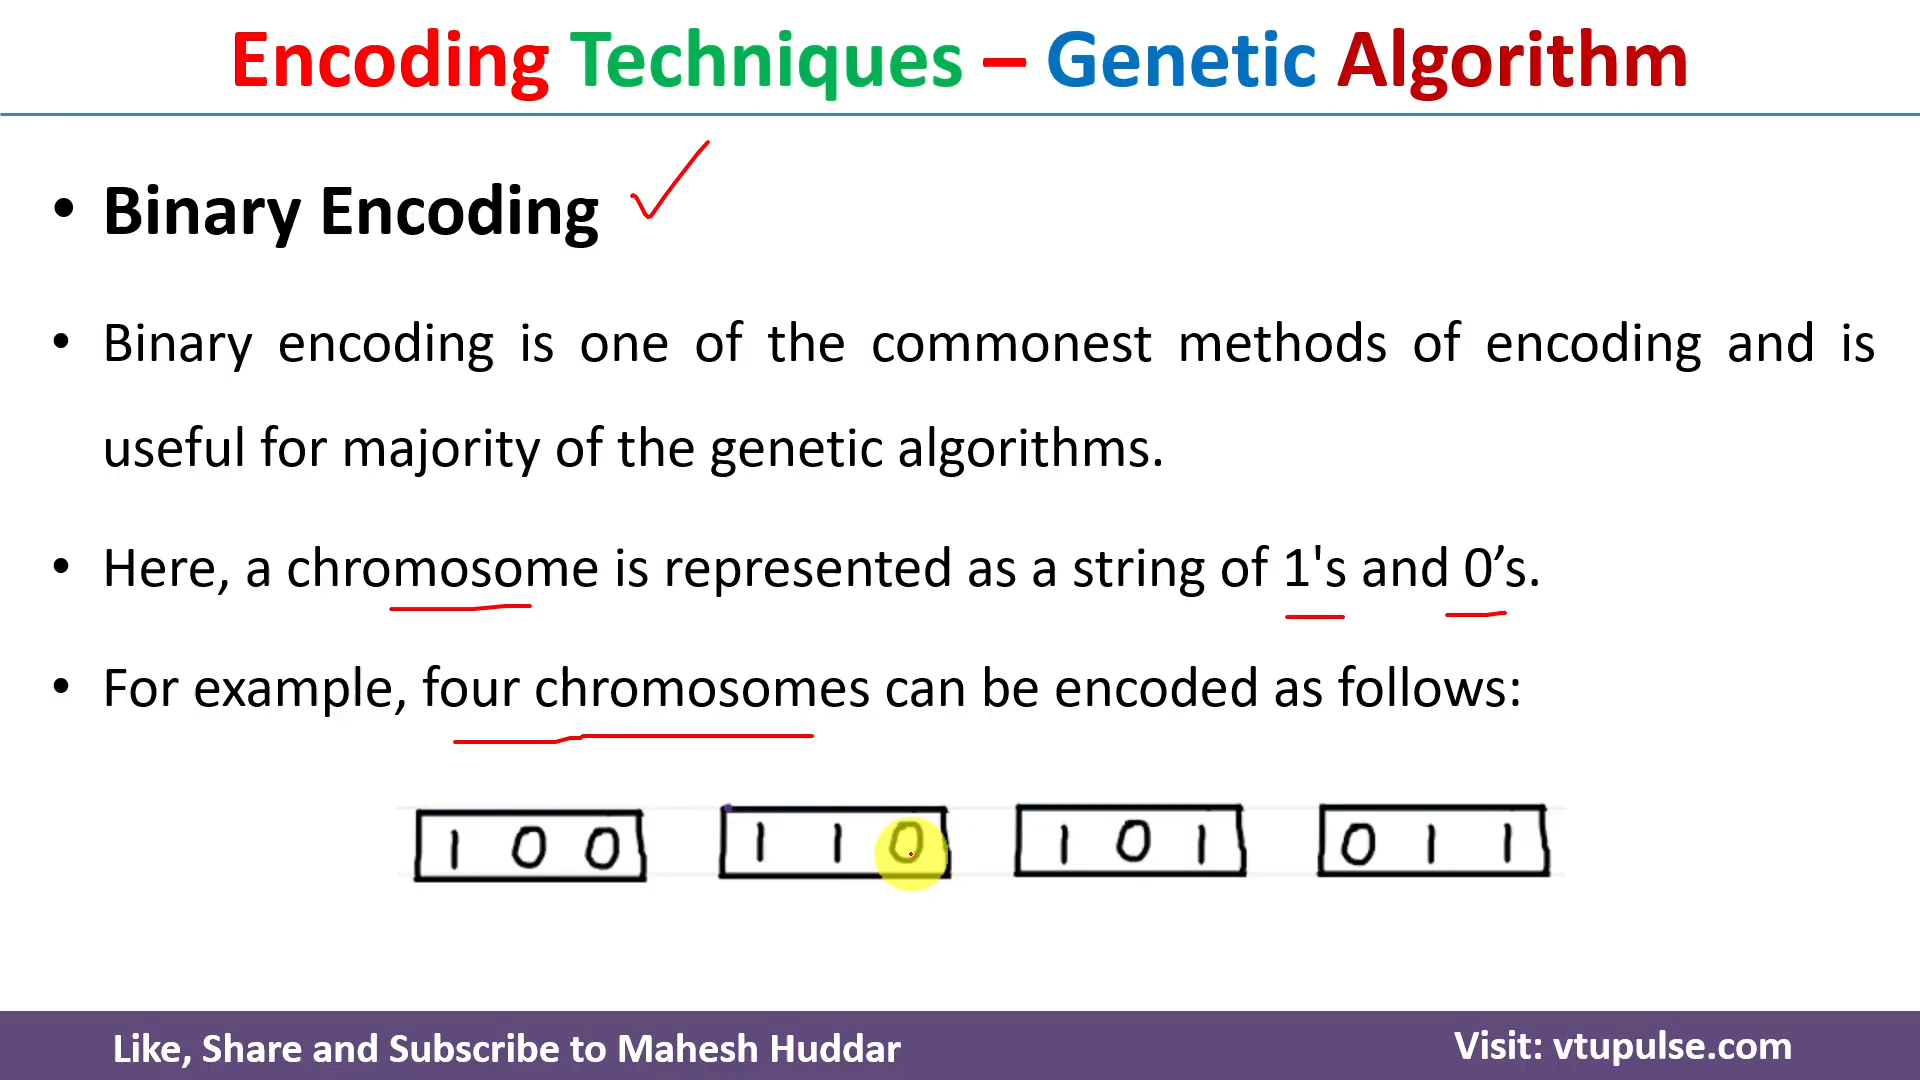 Encoding Techniques – Genetic Algorithm
• Binary Encoding
• Binary encoding is one of the commonest methods of encoding and is
useful for majority of the genetic algorithms.
• Here, a chromosome is represented as a string of 1's and 0’s.
• For example, four chromosomes can be encoded as follows:
1 0 0 1 1 0 1 0 1 0 1 1
Like, Share and Subscribe to Mahesh Huddar Visit: vtupulse.com